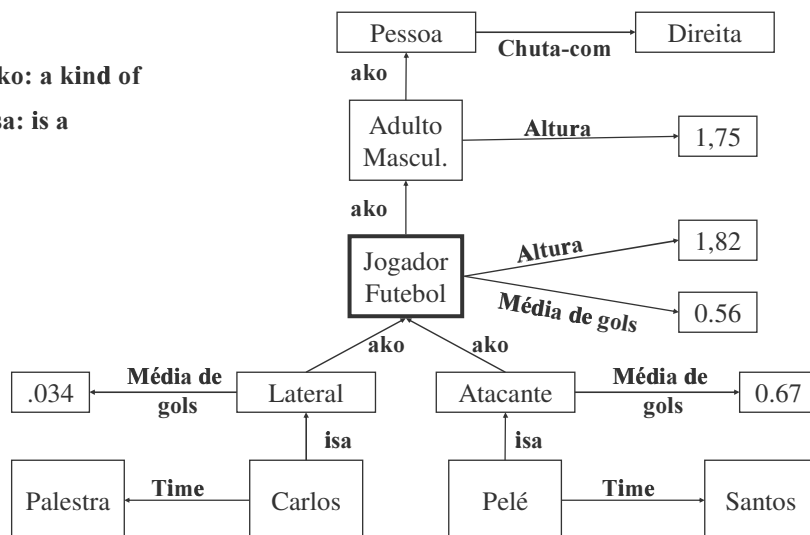 Pessoa
Chuta-com
Direita
ko: a kind of
ako
sa: is a
Adulto
Mascul.
Altura
1,75
ako
Jogador
Futebol
Altura
1,82
Média de gols
0.56
ako
ako
.034
Média de
gols
Lateral
Atacante
Média de
gols
0.67
isa
isa
Palestra
Time
Carlos
Pelé
Time
Santos